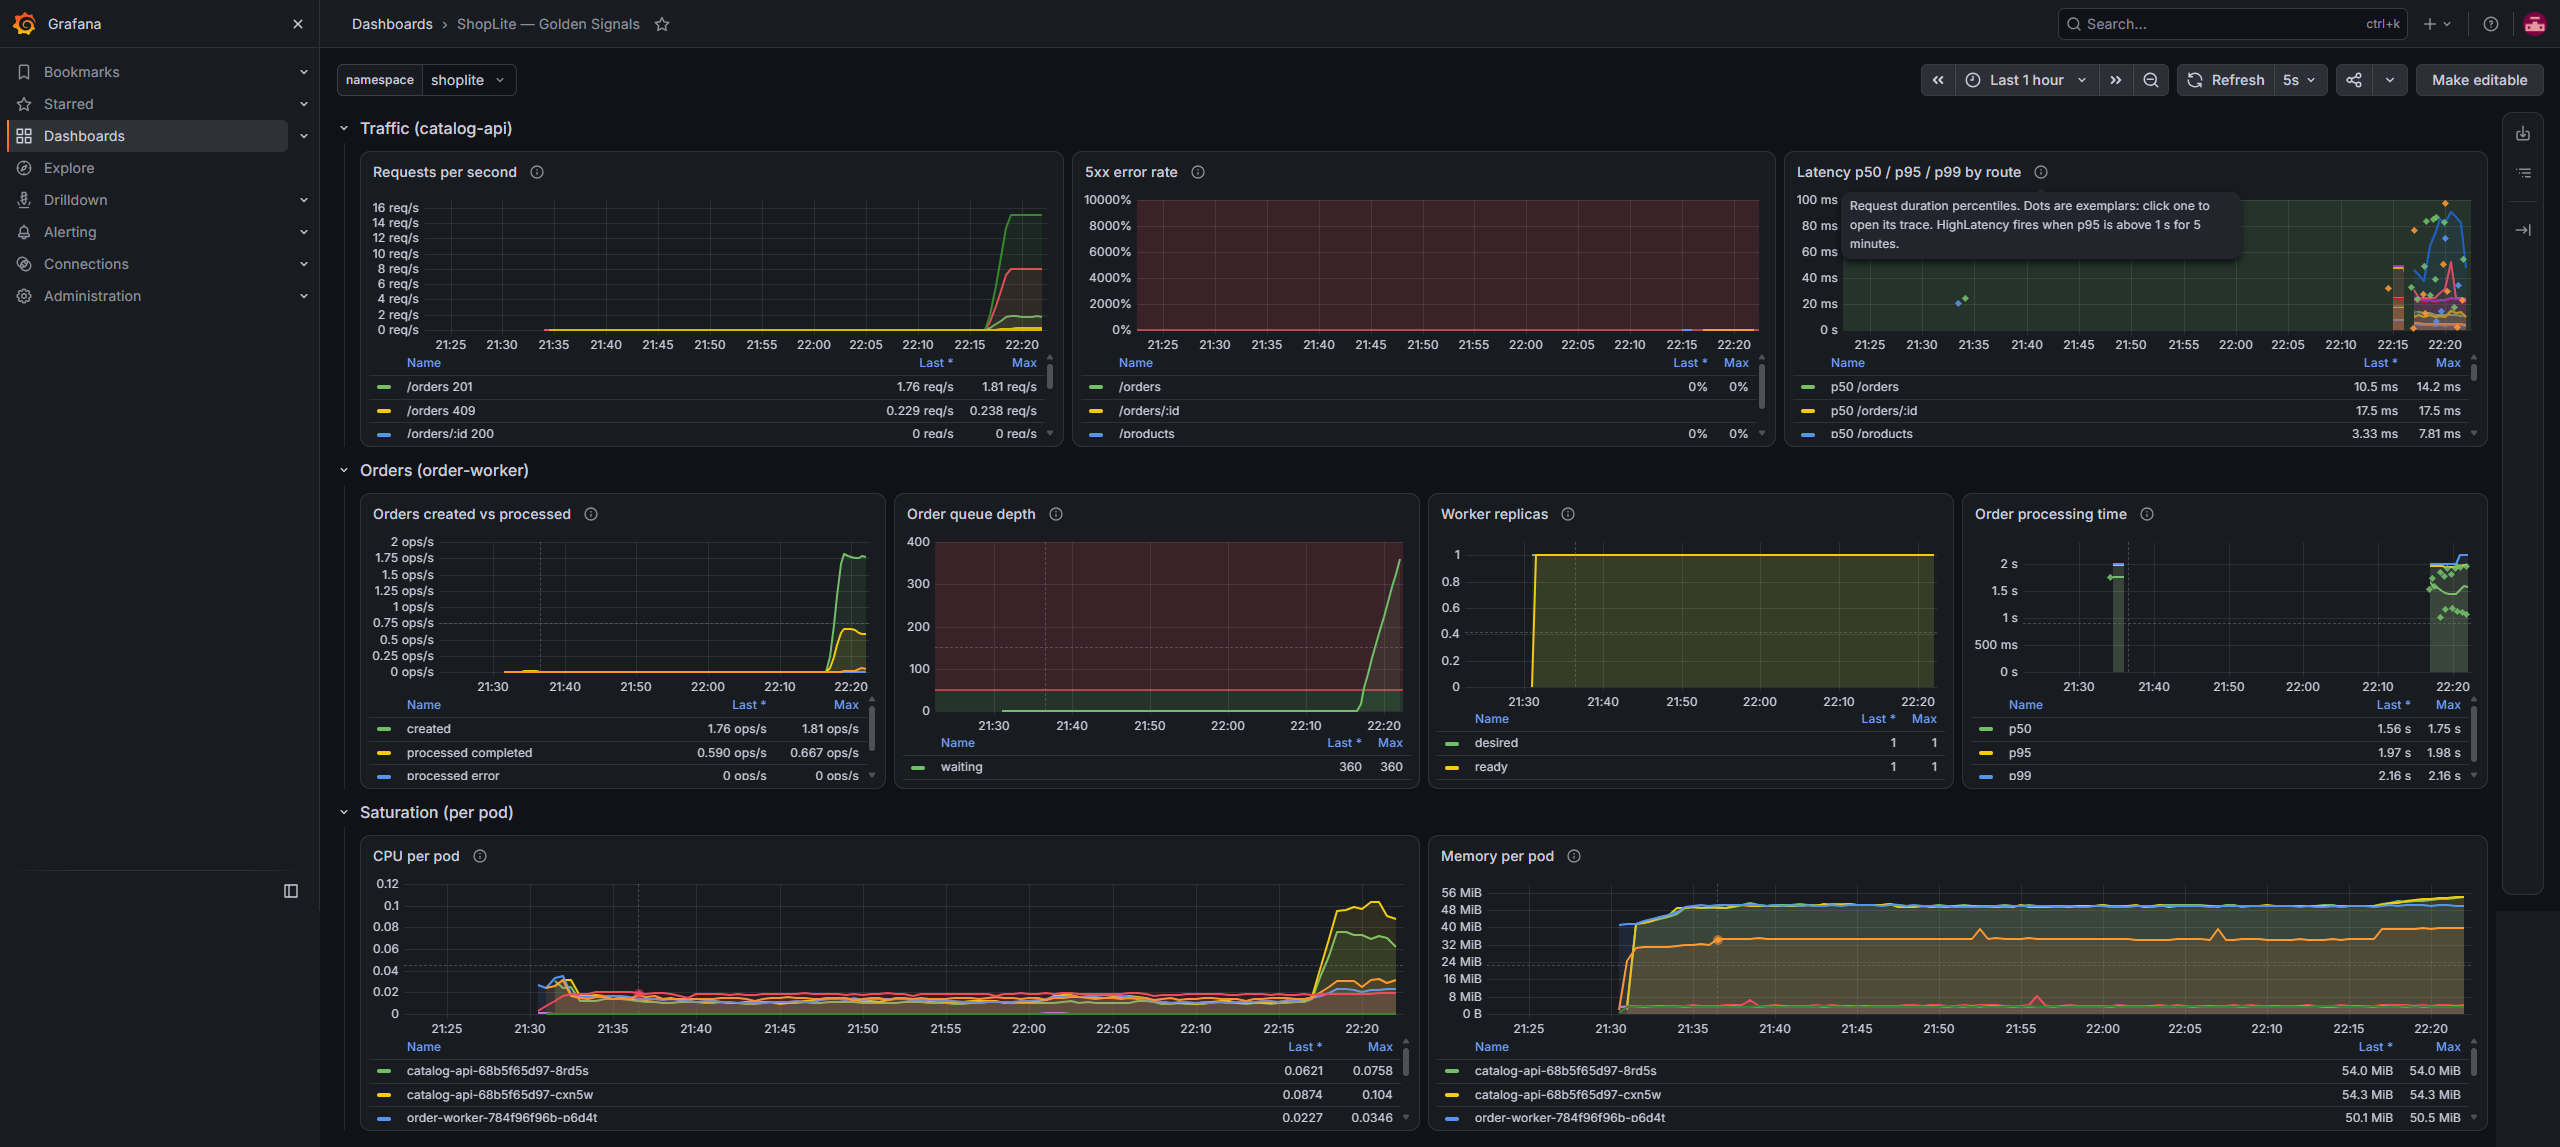 Grafana
Dashboards › ShopLite — Golden Signals
Search... ctrl+k
Bookmarks
Starred
Dashboards
Explore
Drilldown
Alerting
Connections
Administration
namespace shoplite
Last 1 hour
Refresh 5s
Make editable
Traffic (catalog-api)
Requests per second
16 req/s
14 req/s
12 req/s
10 req/s
8 req/s
6 req/s
4 req/s
2 req/s
0 req/s
21:25 21:30 21:35 21:40 21:45 21:50 21:55 22:00 22:05 22:10 22:15 22:20
Name Last * Max
/orders 201 1.76 req/s 1.81 req/s
/orders 409 0.229 req/s 0.238 req/s
/orders/:id 200 0 req/s 0 req/s
5xx error rate
10000%
8000%
6000%
4000%
2000%
0%
21:25 21:30 21:35 21:40 21:45 21:50 21:55 22:00 22:05 22:10 22:15 22:20
Name Last * Max
/orders 0% 0%
/orders/:id
/products 0% 0%
Latency p50 / p95 / p99 by route
Request duration percentiles. Dots are exemplars: click one to
open its trace. HighLatency fires when p95 is above 1 s for 5
minutes.
100 ms
80 ms
60 ms
40 ms
20 ms
0 s
21:25 21:30 21:35 21:40 21:45 21:50 21:55 22:00 22:05 22:10 22:15 22:20
Name Last * Max
p50 /orders 10.5 ms 14.2 ms
p50 /orders/:id 17.5 ms 17.5 ms
p50 /products 3.33 ms 7.81 ms
Orders (order-worker)
Orders created vs processed
2 ops/s
1.75 ops/s
1.5 ops/s
1.25 ops/s
1 ops/s
0.75 ops/s
0.5 ops/s
0.25 ops/s
0 ops/s
21:30 21:40 21:50 22:00 22:10 22:20
Name Last * Max
created 1.76 ops/s 1.81 ops/s
processed completed 0.590 ops/s 0.667 ops/s
processed error 0 ops/s 0 ops/s
Order queue depth
400
300
200
100
0
21:30 21:40 21:50 22:00 22:10 22:20
Name Last * Max
waiting 360 360
Worker replicas
1
0.8
0.6
0.4
0.2
0
21:30 21:40 21:50 22:00 22:10 22:20
Name Last * Max
desired 1 1
ready 1 1
Order processing time
2 s
1.5 s
1 s
500 ms
0 s
21:30 21:40 21:50 22:00 22:10 22:20
Name Last * Max
p50 1.56 s 1.75 s
p95 1.97 s 1.98 s
p99 2.16 s 2.16 s
Saturation (per pod)
CPU per pod
0.12
0.1
0.08
0.06
0.04
0.02
0
21:25 21:30 21:35 21:40 21:45 21:50 21:55 22:00 22:05 22:10 22:15 22:20
Name Last * Max
catalog-api-68b5f65d97-8rd5s 0.0621 0.0758
catalog-api-68b5f65d97-cxn5w 0.0874 0.104
order-worker-784f96f96b-p6d4t 0.0227 0.0346
Memory per pod
56 MiB
48 MiB
40 MiB
32 MiB
24 MiB
16 MiB
8 MiB
0 B
21:25 21:30 21:35 21:40 21:45 21:50 21:55 22:00 22:05 22:10 22:15 22:20
Name Last * Max
catalog-api-68b5f65d97-8rd5s 54.0 MiB 54.0 MiB
catalog-api-68b5f65d97-cxn5w 54.3 MiB 54.3 MiB
order-worker-784f96f96b-p6d4t 50.1 MiB 50.5 MiB